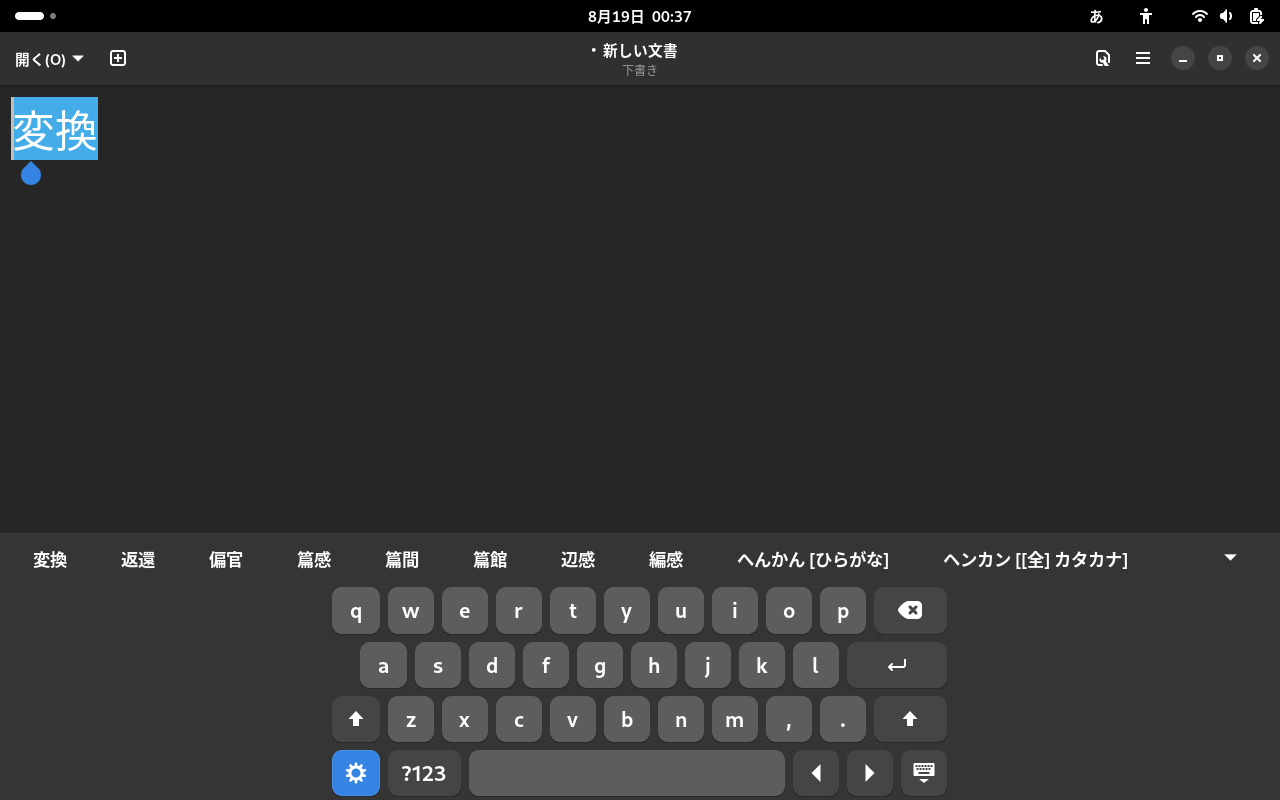 8月19日 00:37
あ
開く(O)
・新しい文書
下書き
変換
変換 返還 偏官 篇感 篇間 篇館 辺感 編感 へんかん [ひらがな] ヘンカン [[全] カタカナ]
q w e r t y u i o p
a s d f g h j k l
z x c v b n m , .
?123